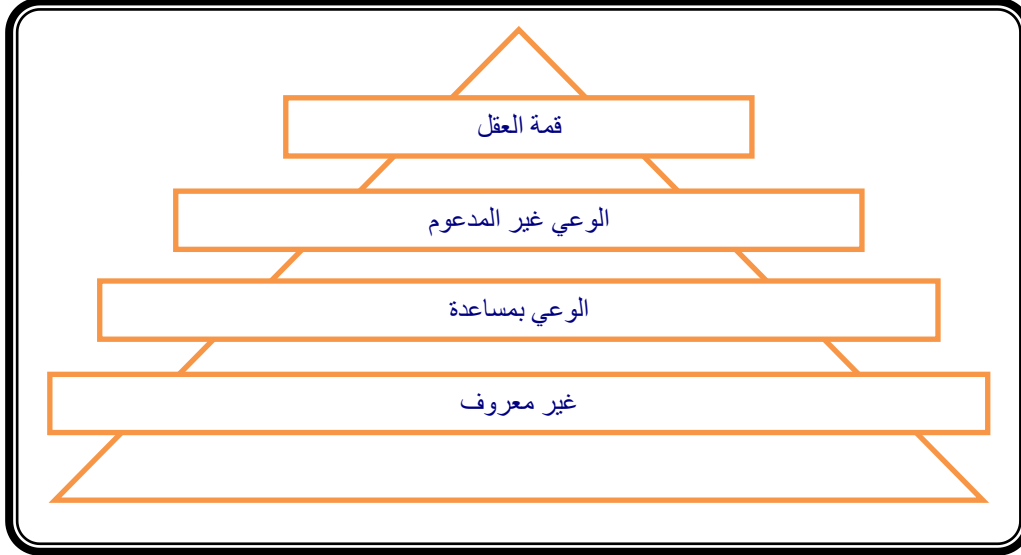 قمة العقل
الوعي غير المدعوم
الوعي بمساعدة
غير معروف